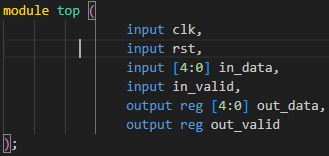 module top (
input clk,
input rst,
input [4:0] in_data,
input in_valid,
output reg [4:0] out_data,
output reg out_valid
);